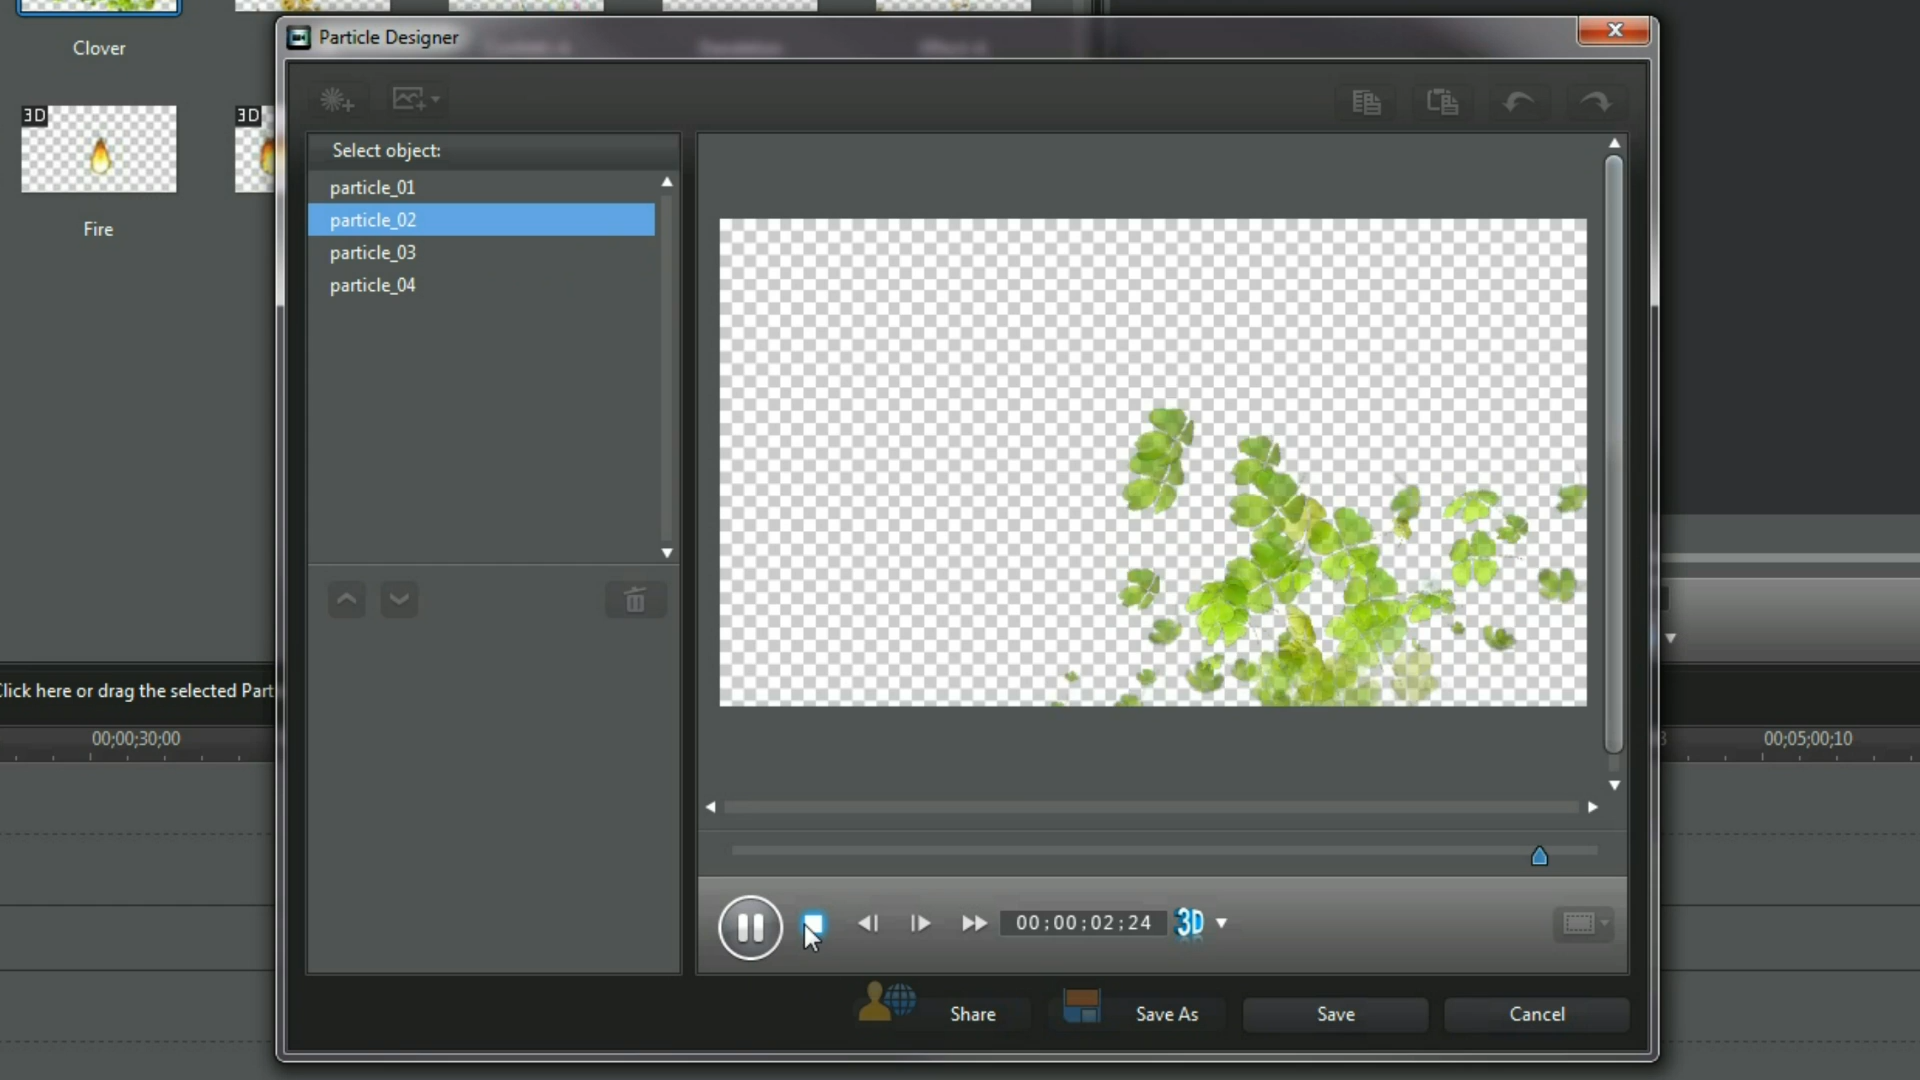 Clover
Particle Designer
3D
3D
Fire
Select object:
particle_01
particle_02
particle_03
particle_04
Click here or drag the selected Part
00;00;30;00
00;05;00;10
00;00;02;24
3D
Share
Save As
Save
Cancel